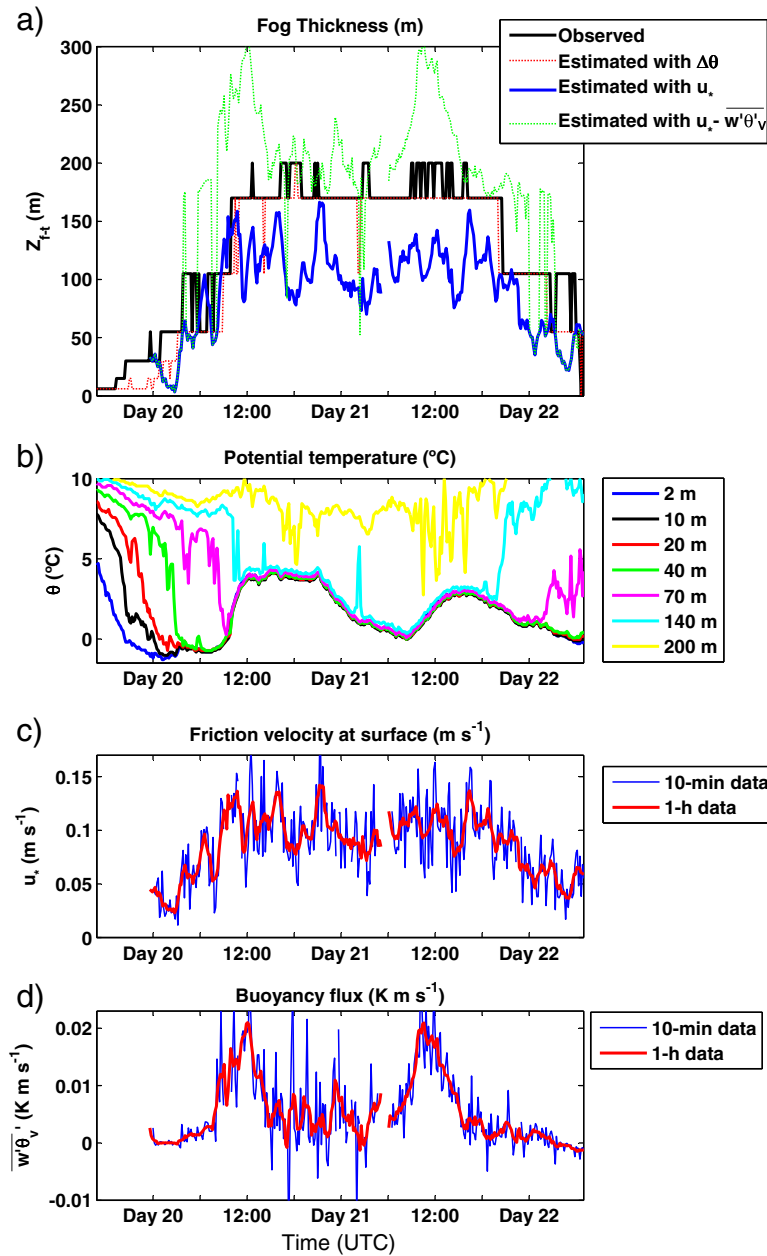 a)
Fog Thickness (m)
Observed
Estimated with Δθ
Estimated with u*
Estimated with u*- w'θ'v
300
250
200
150
100
50
0
Zf-t (m)
Day 20 12:00 Day 21 12:00 Day 22
b)
Potential temperature (ºC)
10
5
0
θ (ºC)
2 m
10 m
20 m
40 m
70 m
140 m
200 m
Day 20 12:00 Day 21 12:00 Day 22
c)
Friction velocity at surface (m s-1)
0.15
0.1
0.05
0
u* (m s-1)
10-min data
1-h data
Day 20 12:00 Day 21 12:00 Day 22
d)
Buoyancy flux (K m s-1)
0.02
0.01
0
-0.01
w'θv' (K m s-1)
10-min data
1-h data
Day 20 12:00 Day 21 12:00 Day 22
Time (UTC)